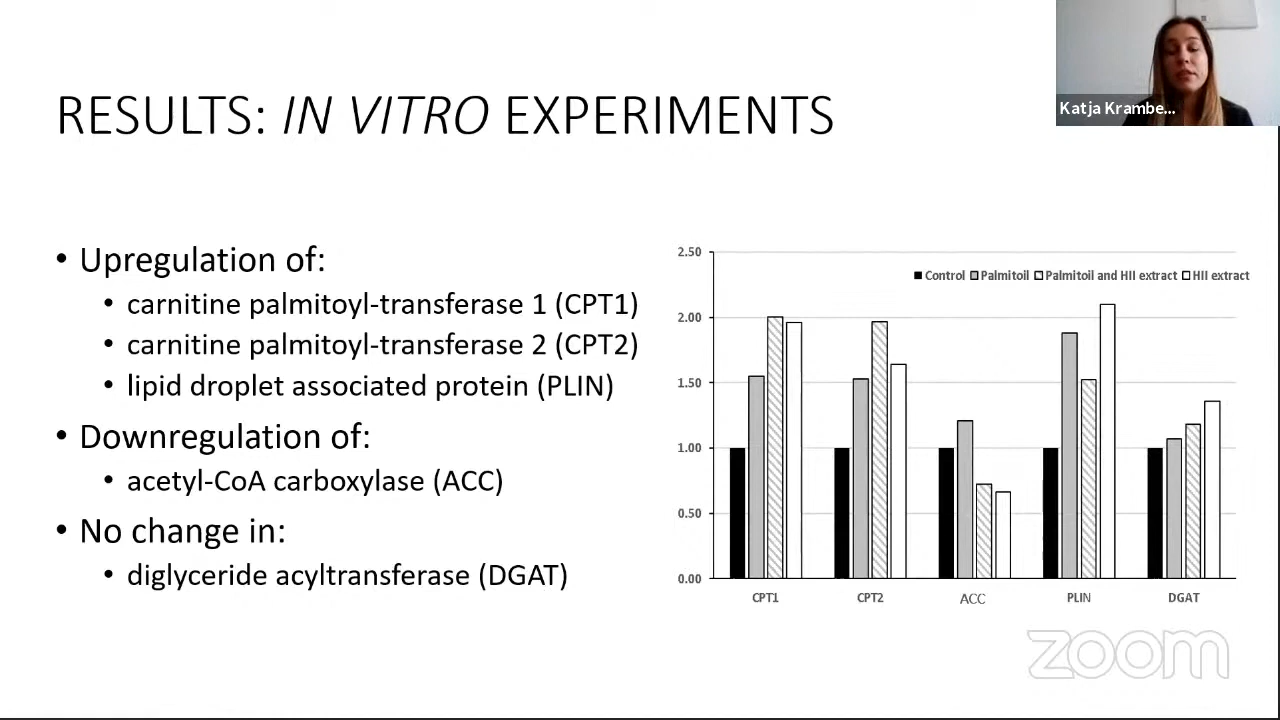 Katja Krambe...
RESULTS: IN VITRO EXPERIMENTS
• Upregulation of:
• carnitine palmitoyl-transferase 1 (CPT1)
• carnitine palmitoyl-transferase 2 (CPT2)
• lipid droplet associated protein (PLIN)
• Downregulation of:
• acetyl-CoA carboxylase (ACC)
• No change in:
• diglyceride acyltransferase (DGAT)
Control Palmitoil Palmitoil and HII extract HII extract
2.50
2.00
1.50
1.00
0.50
0.00
CPT1 CPT2 ACC PLIN DGAT
zoom